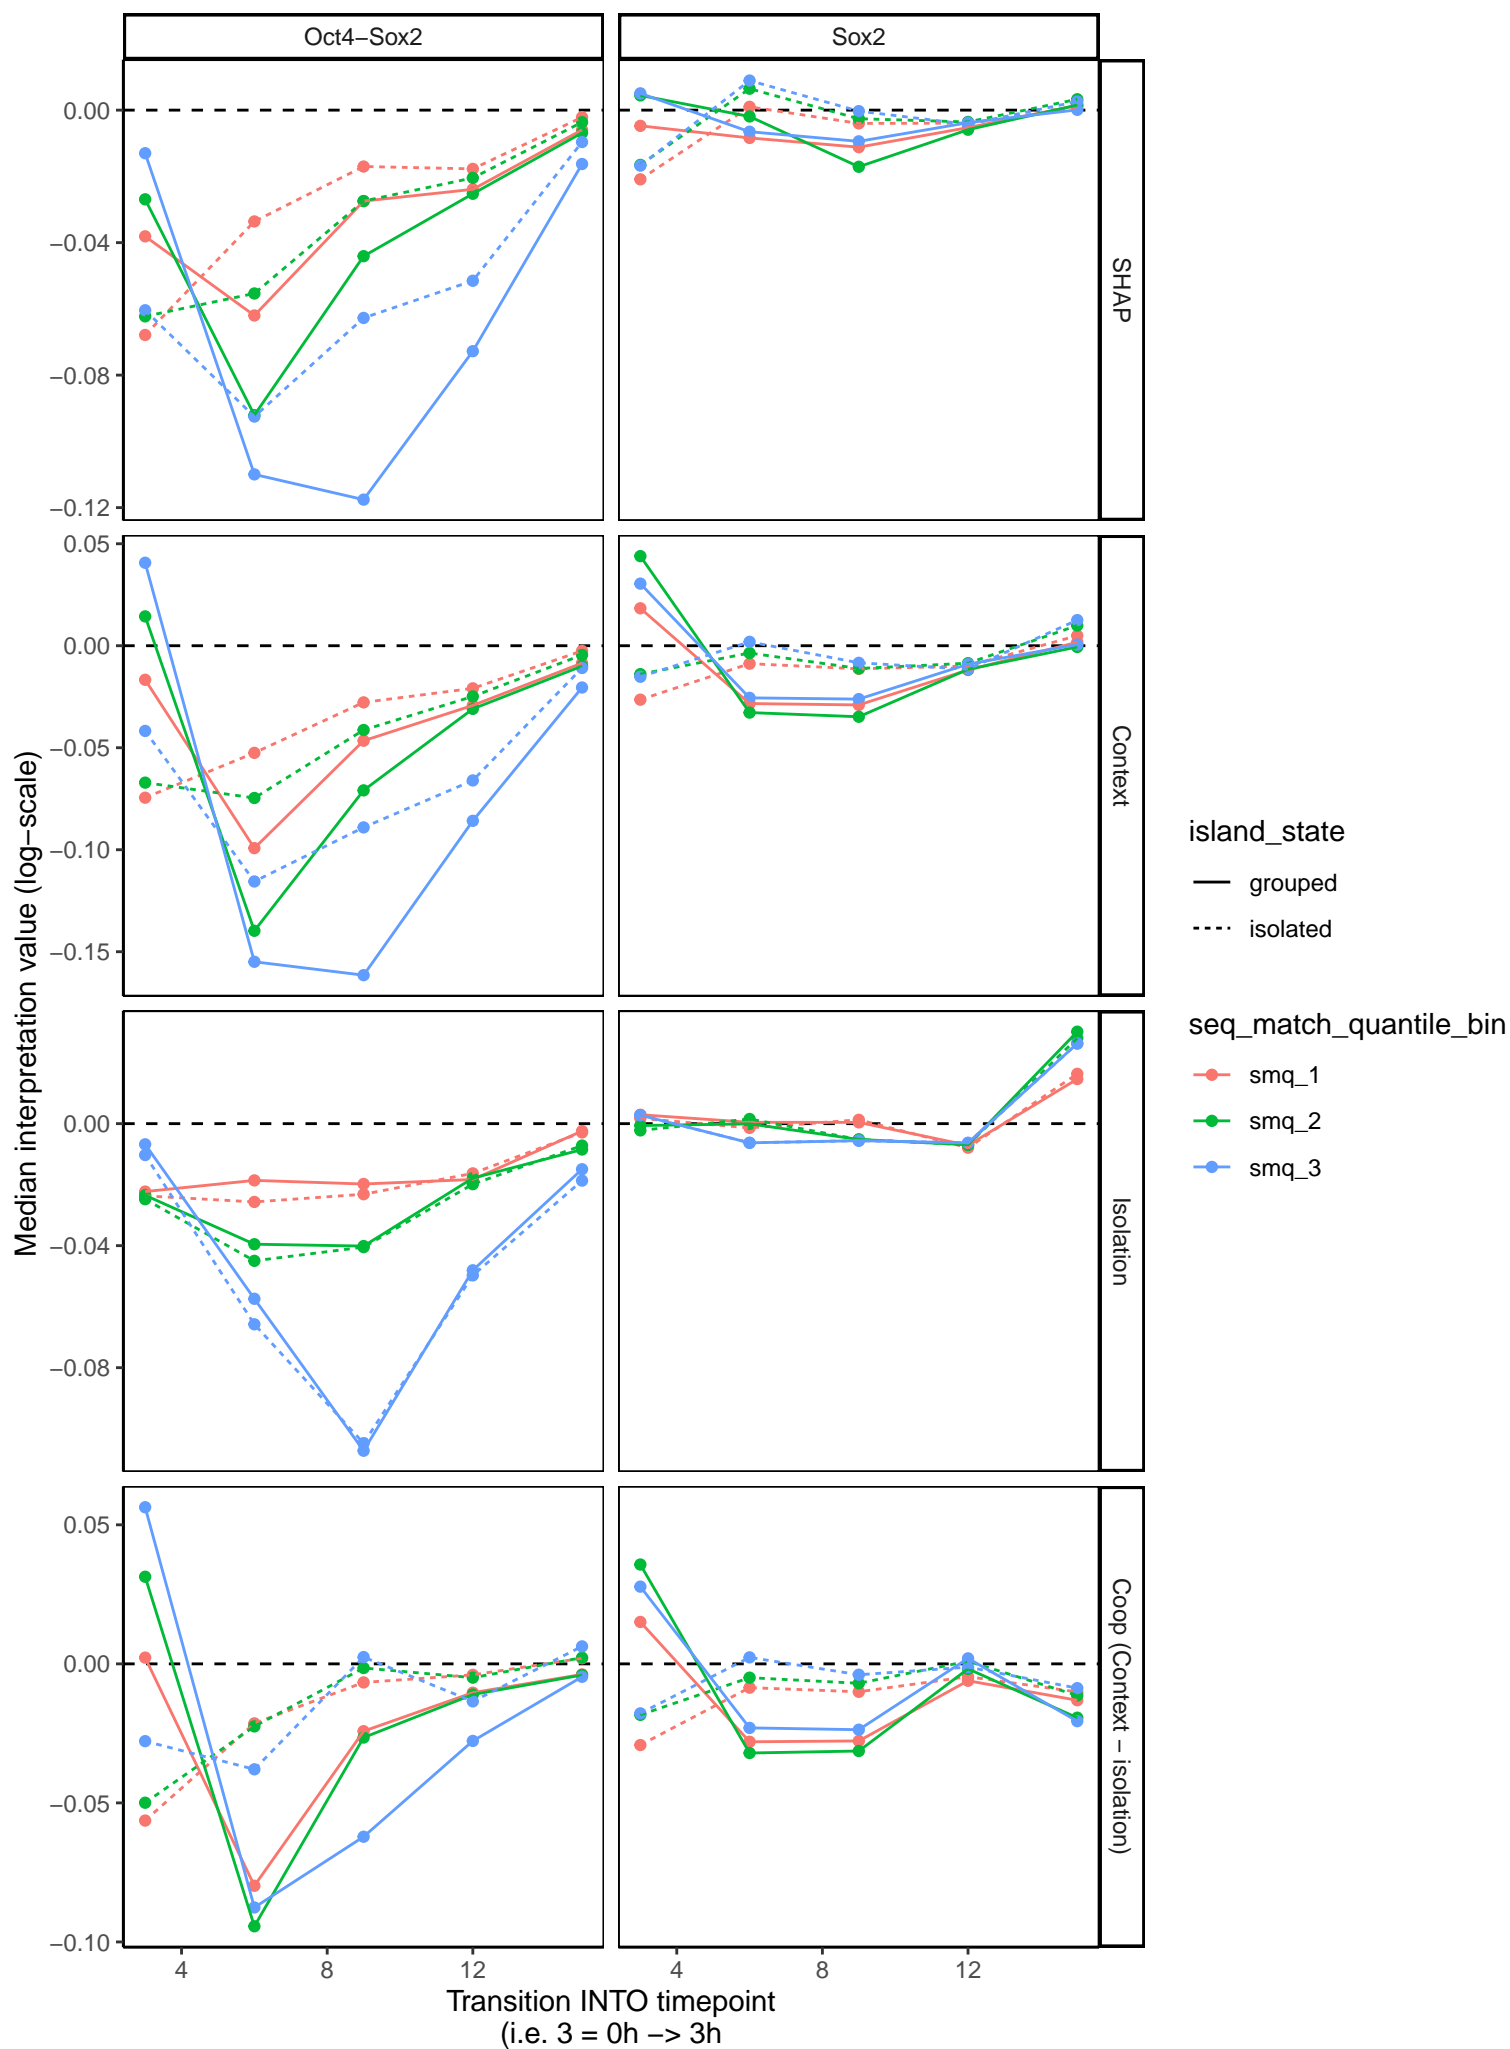 Oct4−Sox2
Sox2
0.00
−0.04
−0.08
−0.12
SHAP
0.05
0.00
−0.05
−0.10
−0.15
Context
0.00
−0.04
−0.08
Isolation
0.05
0.00
−0.05
−0.10
Coop (Context − isolation)
4
8
12
4
8
12
Transition INTO timepoint
(i.e. 3 = 0h −> 3h
Median interpretation value (log−scale)
island_state
grouped
isolated
seq_match_quantile_bin
smq_1
smq_2
smq_3